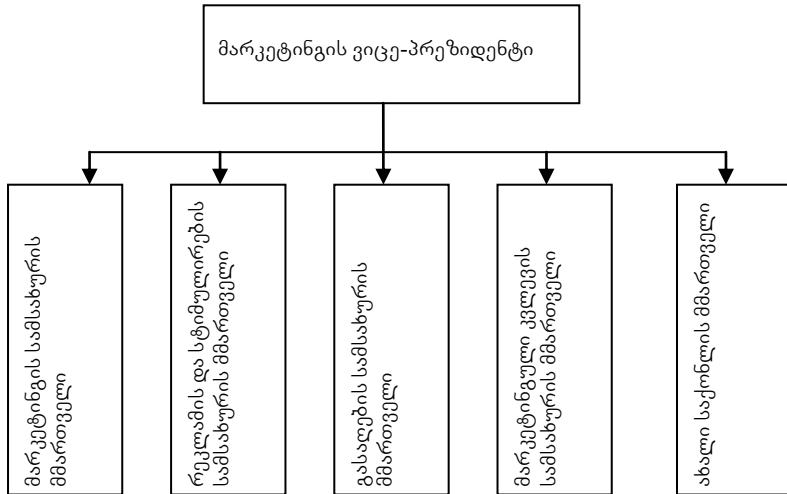 მარკეტინგის ვიცე-პრეზიდენტი
მარკეტინგის სამსახურის
მმართველი
რეკლამის და სტიმულირების
სამსახურის მმართველი
გასაღების სამსახურის
მმართველი
მარკეტინგული კვლევის
სამსახურის მმართველი
ახალი საქონლის მმართველი